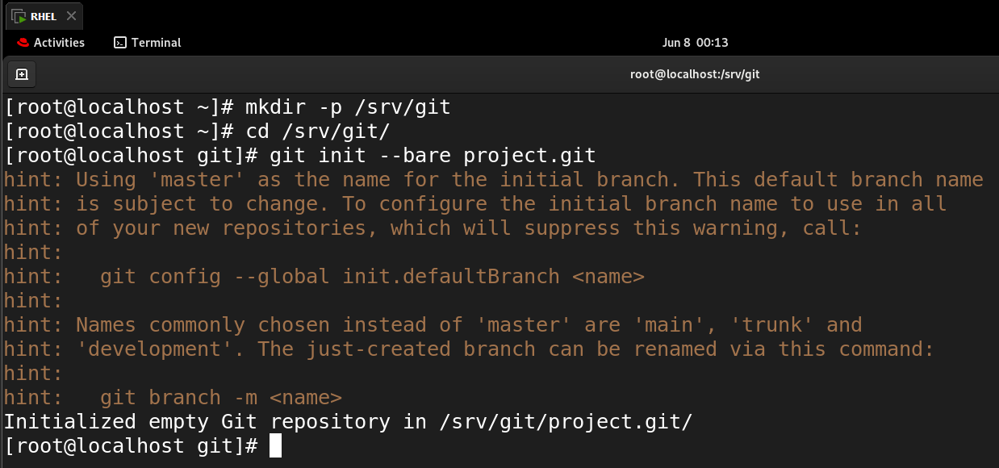 RHEL
Activities Terminal Jun 8 00:13
root@localhost:/srv/git
[root@localhost ~]# mkdir -p /srv/git
[root@localhost ~]# cd /srv/git/
[root@localhost git]# git init --bare project.git
hint: Using 'master' as the name for the initial branch. This default branch name
hint: is subject to change. To configure the initial branch name to use in all
hint: of your new repositories, which will suppress this warning, call:
hint:
hint:   git config --global init.defaultBranch <name>
hint:
hint: Names commonly chosen instead of 'master' are 'main', 'trunk' and
hint: 'development'. The just-created branch can be renamed via this command:
hint:
hint:   git branch -m <name>
Initialized empty Git repository in /srv/git/project.git/
[root@localhost git]#